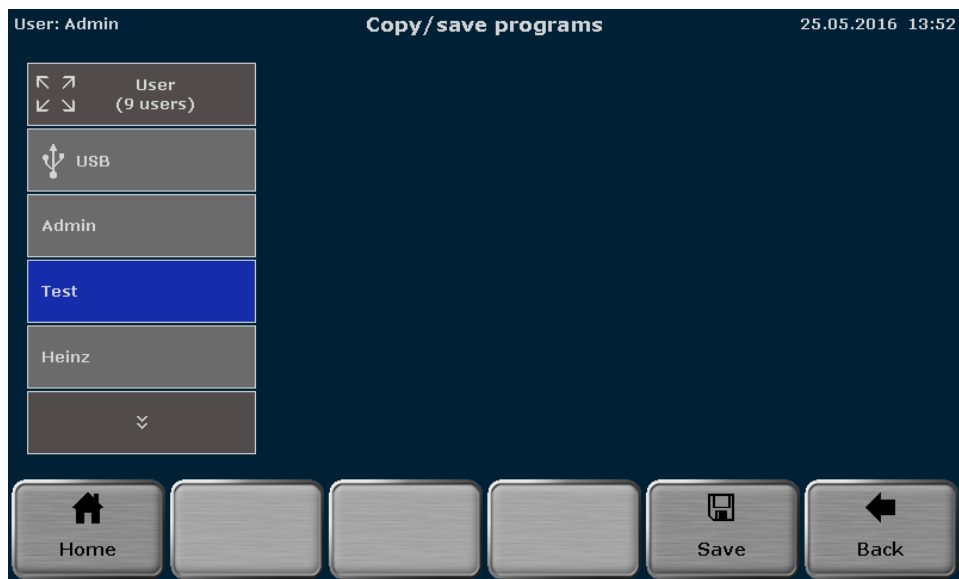 User: Admin
Copy/save programs
25.05.2016 13:52
User
(9 users)
USB
Admin
Test
Heinz
Home
Save
Back